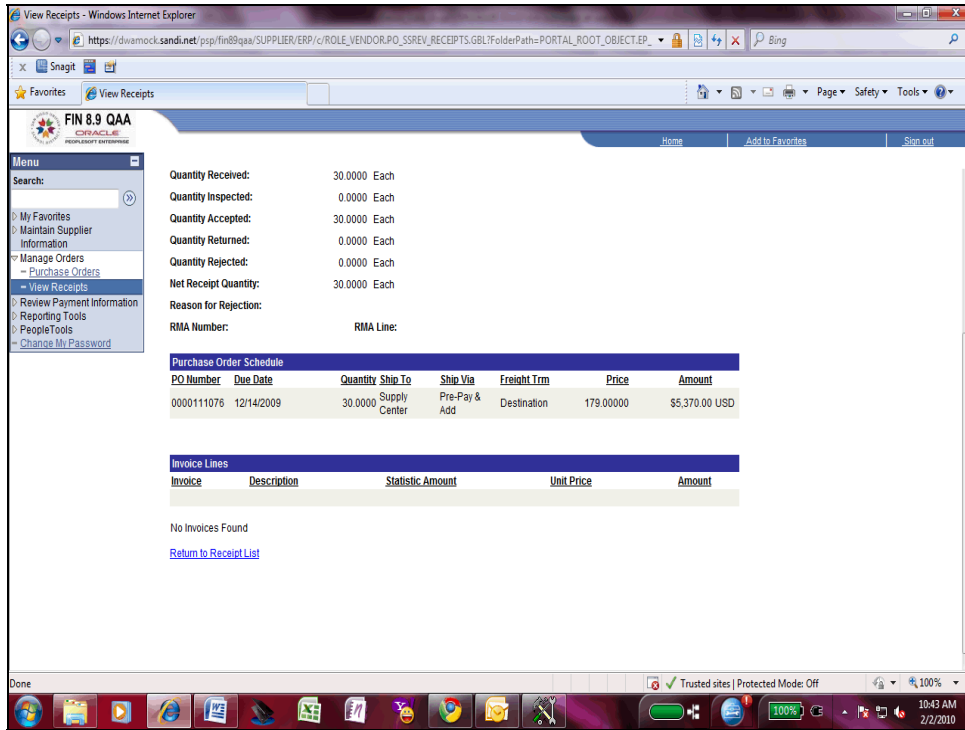 View Receipts - Windows Internet Explorer
https://dwarnock.sandi.net/psp/fin89qaa/SUPPLIER/ERP/c/ROLE_VENDOR.PO_SSREV_RECEIPTS.GBL?FolderPath=PORTAL_ROOT_OBJECT.EP_
Bing
x Snagit
Favorites View Receipts
Page Safety Tools
FIN 8.9 QAA
ORACLE
PEOPLESOFT ENTERPRISE
Home Add to Favorites Sign out
Menu
Search:
My Favorites
Maintain Supplier
Information
Manage Orders
- Purchase Orders
- View Receipts
Review Payment Information
Reporting Tools
PeopleTools
- Change My Password
Quantity Received: 30.0000 Each
Quantity Inspected: 0.0000 Each
Quantity Accepted: 30.0000 Each
Quantity Returned: 0.0000 Each
Quantity Rejected: 0.0000 Each
Net Receipt Quantity: 30.0000 Each
Reason for Rejection:
RMA Number: RMA Line:
Purchase Order Schedule
PO Number Due Date Quantity Ship To Ship Via Freight Trm Price Amount
0000111076 12/14/2009 30.0000 Supply Center Pre-Pay & Add Destination 179.00000 $5,370.00 USD
Invoice Lines
Invoice Description Statistic Amount Unit Price Amount
No Invoices Found
Return to Receipt List
Done Trusted sites | Protected Mode: Off 100%
100% 10:43 AM
2/2/2010